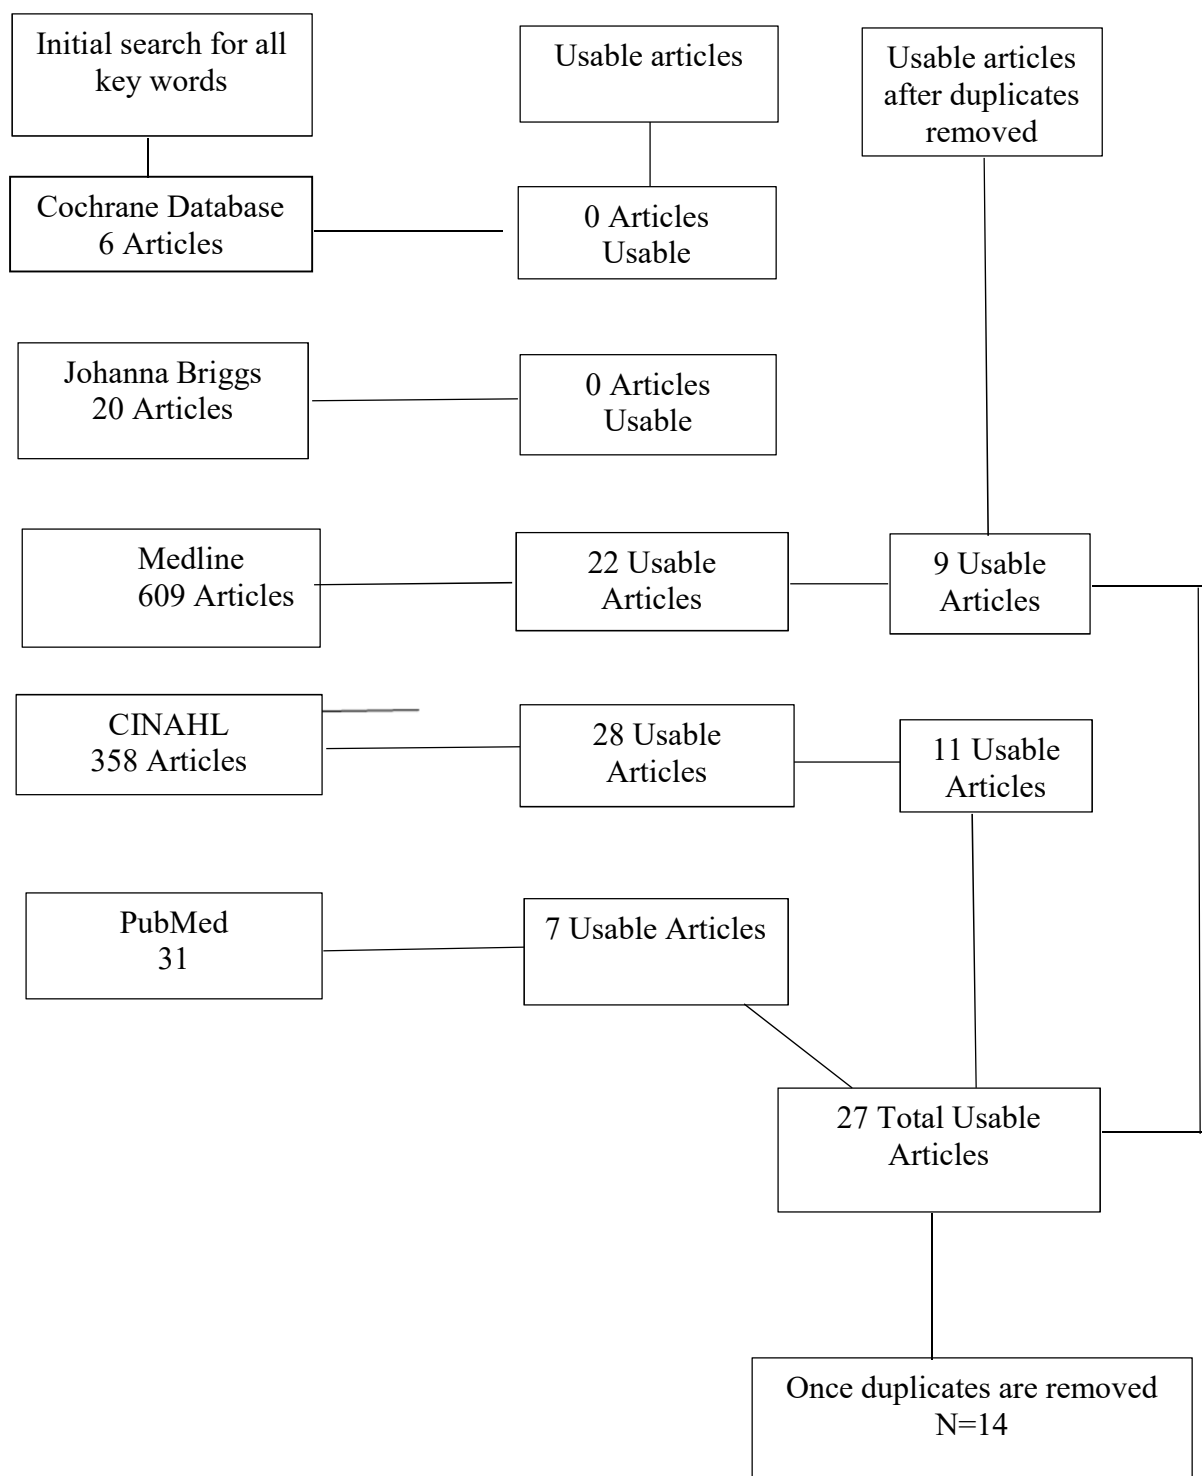 Initial search for all
key words
Usable articles
Usable articles
after duplicates
removed
Cochrane Database
6 Articles
0 Articles
Usable
Johanna Briggs
20 Articles
0 Articles
Usable
Medline
609 Articles
22 Usable
Articles
9 Usable
Articles
CINAHL
358 Articles
28 Usable
Articles
11 Usable
Articles
PubMed
31
7 Usable Articles
27 Total Usable
Articles
Once duplicates are removed
N=14